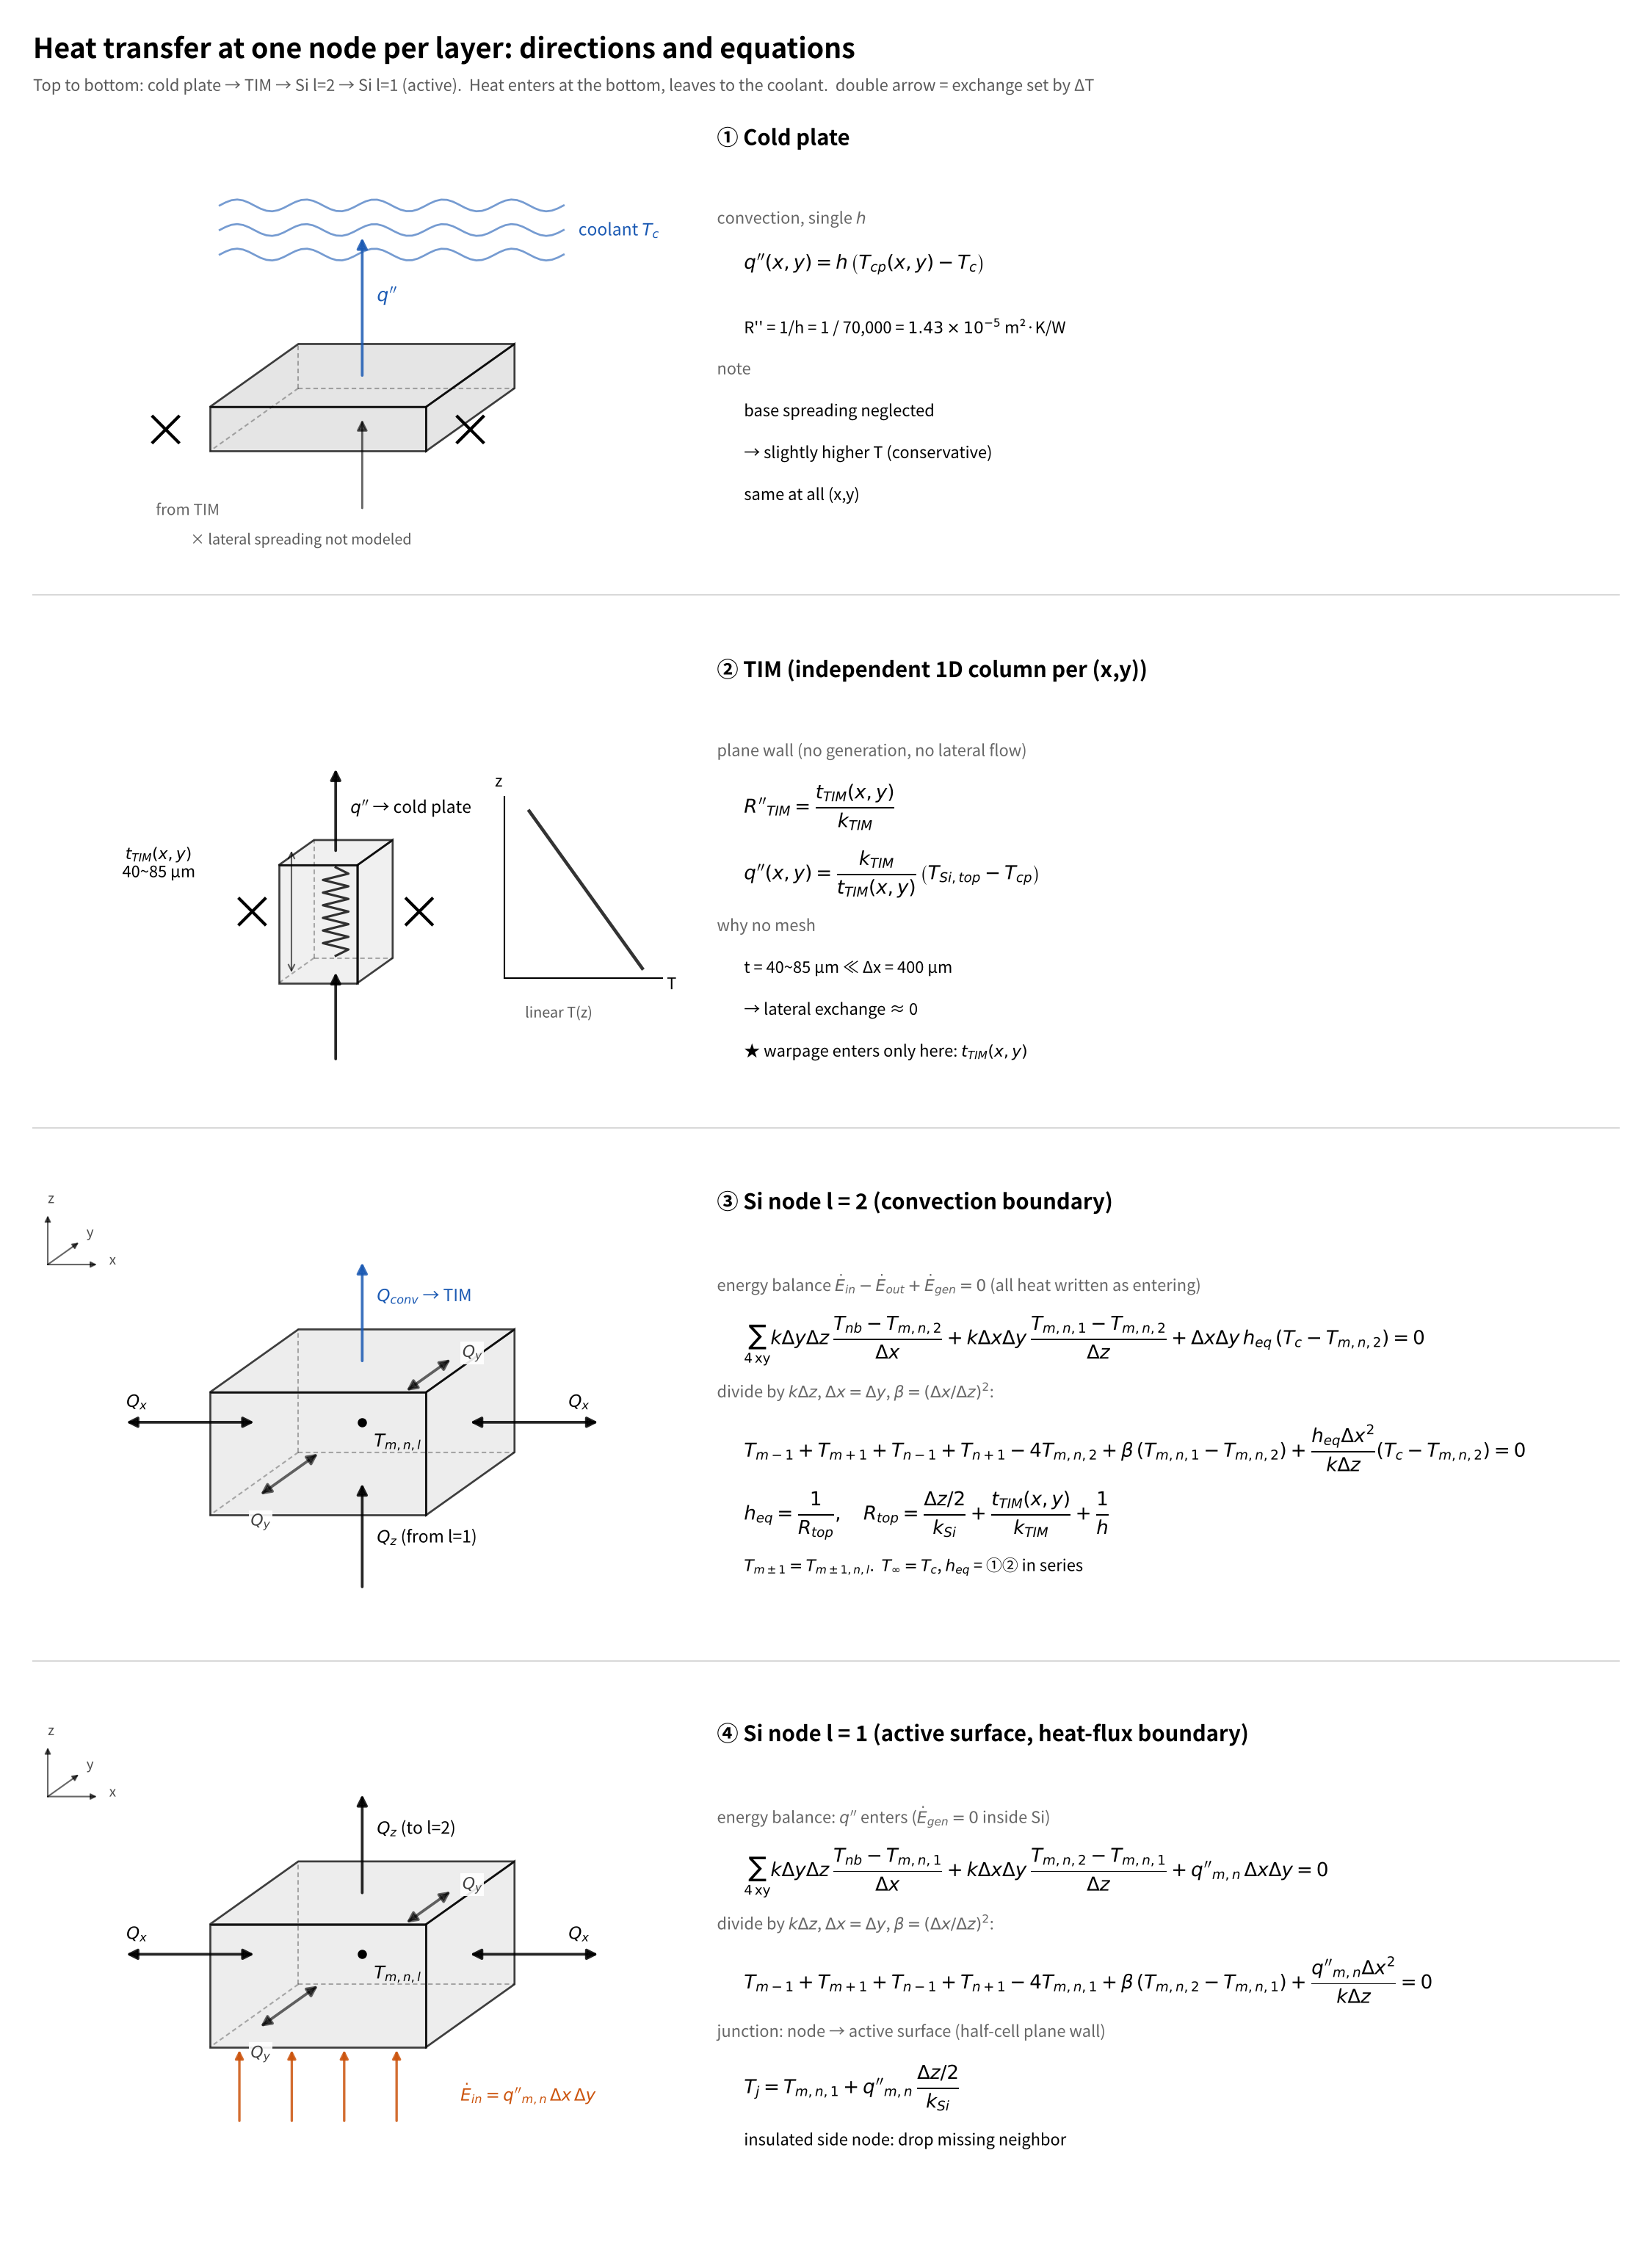 Heat transfer at one node per layer: directions and equations
Top to bottom: cold plate → TIM → Si l=2 → Si l=1 (active). Heat enters at the bottom, leaves to the coolant. double arrow = exchange set by ΔT
① Cold plate
coolant T_c
q″
from TIM
× lateral spreading not modeled
convection, single h
q″(x, y) = h (T_cp(x, y) − T_c)
R'' = 1/h = 1 / 70,000 = 1.43 × 10^−5 m²·K/W
note
base spreading neglected
→ slightly higher T (conservative)
same at all (x,y)
② TIM (independent 1D column per (x,y))
q″ → cold plate
t_TIM(x, y)
40~85 µm
z
T
linear T(z)
plane wall (no generation, no lateral flow)
R″_TIM = t_TIM(x, y) / k_TIM
q″(x, y) = k_TIM / t_TIM(x, y) (T_Si, top − T_cp)
why no mesh
t = 40~85 µm ≪ Δx = 400 µm
→ lateral exchange ≈ 0
★ warpage enters only here: t_TIM(x, y)
③ Si node l = 2 (convection boundary)
z
y
x
Q_conv → TIM
Q_y
Q_x
Q_x
T_m, n, l
Q_y
Q_z (from l=1)
energy balance Ė_in − Ė_out + Ė_gen = 0 (all heat written as entering)
∑_4 xy kΔyΔz (T_nb − T_m, n, 2) / Δx + kΔxΔy (T_m, n, 1 − T_m, n, 2) / Δz + ΔxΔy h_eq (T_c − T_m, n, 2) = 0
divide by kΔz, Δx = Δy, β = (Δx/Δz)²:
T_m − 1 + T_m + 1 + T_n − 1 + T_n + 1 − 4T_m, n, 2 + β (T_m, n, 1 − T_m, n, 2) + h_eqΔx² / kΔz (T_c − T_m, n, 2) = 0
h_eq = 1 / R_top, R_top = Δz/2 / k_Si + t_TIM(x, y) / k_TIM + 1 / h
T_m ± 1 = T_m ± 1, n, l. T_∞ = T_c, h_eq = ①② in series
④ Si node l = 1 (active surface, heat-flux boundary)
z
y
x
Q_z (to l=2)
Q_y
Q_x
Q_x
T_m, n, l
Q_y
Ė_in = q″_m, n Δx Δy
energy balance: q″ enters (Ė_gen = 0 inside Si)
∑_4 xy kΔyΔz (T_nb − T_m, n, 1) / Δx + kΔxΔy (T_m, n, 2 − T_m, n, 1) / Δz + q″_m, n ΔxΔy = 0
divide by kΔz, Δx = Δy, β = (Δx/Δz)²:
T_m − 1 + T_m + 1 + T_n − 1 + T_n + 1 − 4T_m, n, 1 + β (T_m, n, 2 − T_m, n, 1) + q″_m, nΔx² / kΔz = 0
junction: node → active surface (half-cell plane wall)
T_j = T_m, n, 1 + q″_m, n Δz/2 / k_Si
insulated side node: drop missing neighbor